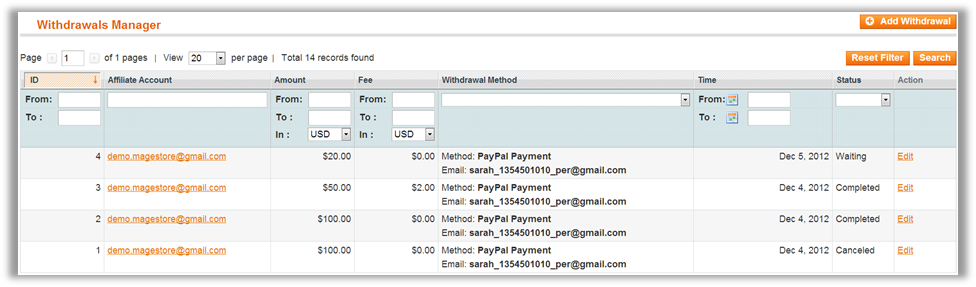 Withdrawals Manager
Add Withdrawal
Page 1 of 1 pages | View 20 per page | Total 14 records found
Reset Filter Search
ID Affiliate Account Amount Fee Withdrawal Method Time Status Action
From: From: From: From:
To : To : To : To :
In : USD In : USD
4 demo.magestore@gmail.com $20.00 $0.00 Method: PayPal Payment Dec 5, 2012 Waiting Edit
Email: sarah_1354501010_per@gmail.com
3 demo.magestore@gmail.com $50.00 $2.00 Method: PayPal Payment Dec 4, 2012 Completed Edit
Email: sarah_1354501010_per@gmail.com
2 demo.magestore@gmail.com $100.00 $0.00 Method: PayPal Payment Dec 4, 2012 Completed Edit
Email: sarah_1354501010_per@gmail.com
1 demo.magestore@gmail.com $100.00 $0.00 Method: PayPal Payment Dec 4, 2012 Canceled Edit
Email: sarah_1354501010_per@gmail.com